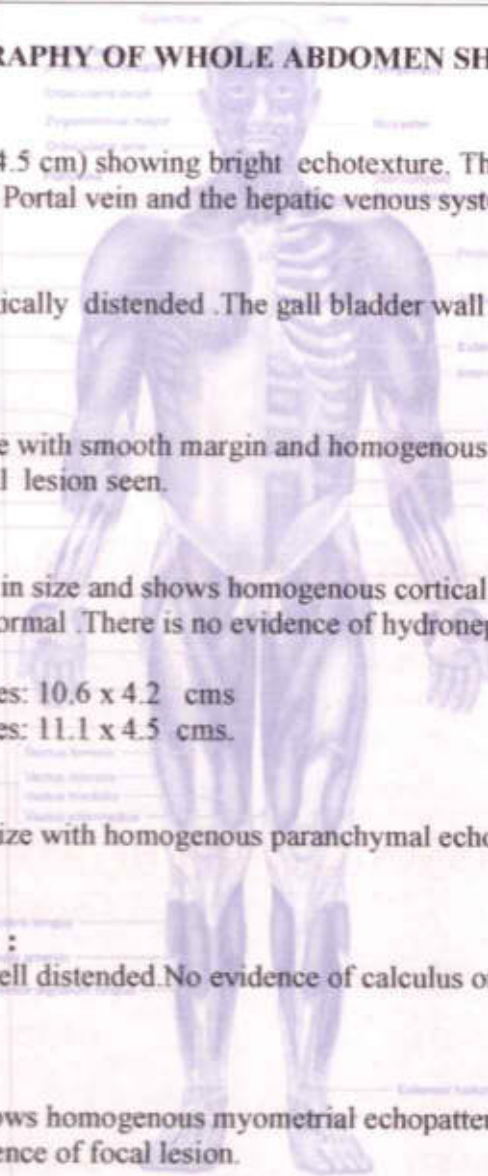 RAPHY OF WHOLE ABDOMEN SH
4.5 cm) showing bright echotexture. Th
Portal vein and the hepatic venous syst
ically distended .The gall bladder wall
e with smooth margin and homogenous
l lesion seen.
in size and shows homogenous cortical
ormal .There is no evidence of hydronep
es: 10.6 x 4.2 cms
es: 11.1 x 4.5 cms.
ize with homogenous paranchymal echo
:
ell distended.No evidence of calculus o
ows homogenous myometrial echopatter
ence of focal lesion.